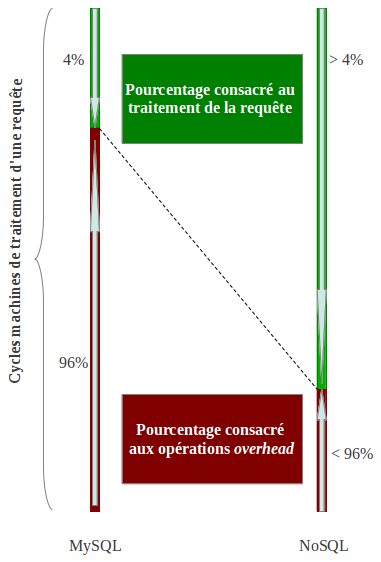 Cycles machines de traitement d'une requête
4%
Pourcentage consacré au
traitement de la requête
> 4%
96%
Pourcentage consacré
aux opérations overhead
< 96%
MySQL
NoSQL